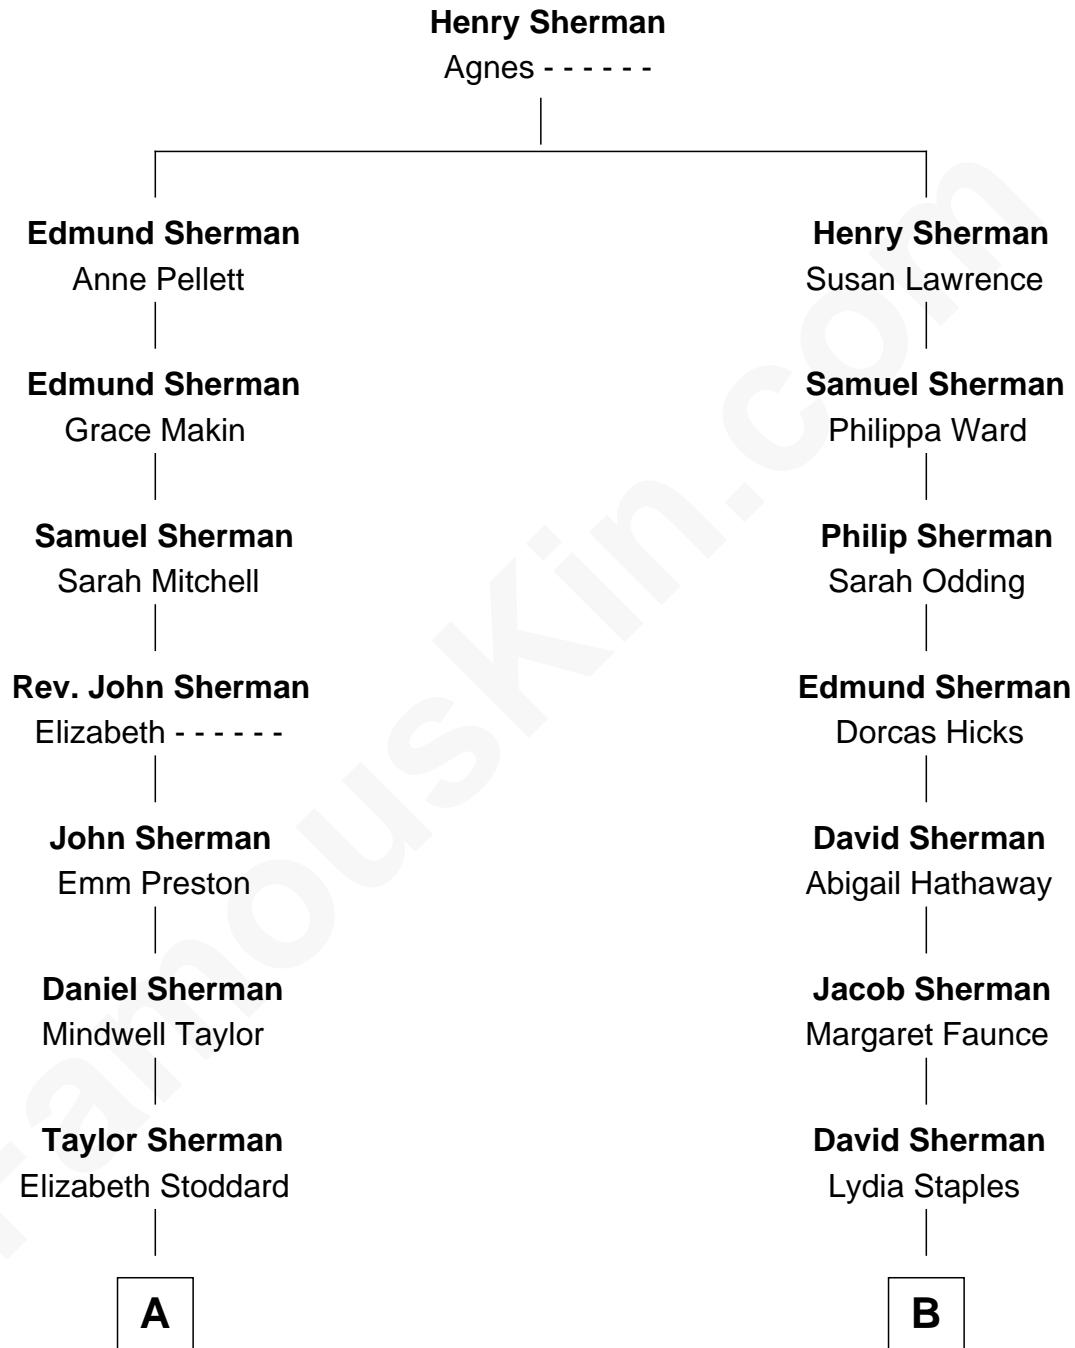 Henry Sherman
Agnes - - - - - -
Edmund Sherman
Anne Pellett
Henry Sherman
Susan Lawrence
Edmund Sherman
Grace Makin
Samuel Sherman
Philippa Ward
Samuel Sherman
Sarah Mitchell
Philip Sherman
Sarah Odding
Rev. John Sherman
Elizabeth - - - - - -
Edmund Sherman
Dorcas Hicks
John Sherman
Emm Preston
David Sherman
Abigail Hathaway
Daniel Sherman
Mindwell Taylor
Jacob Sherman
Margaret Faunce
Taylor Sherman
Elizabeth Stoddard
David Sherman
Lydia Staples
A
B
FamousKin.com